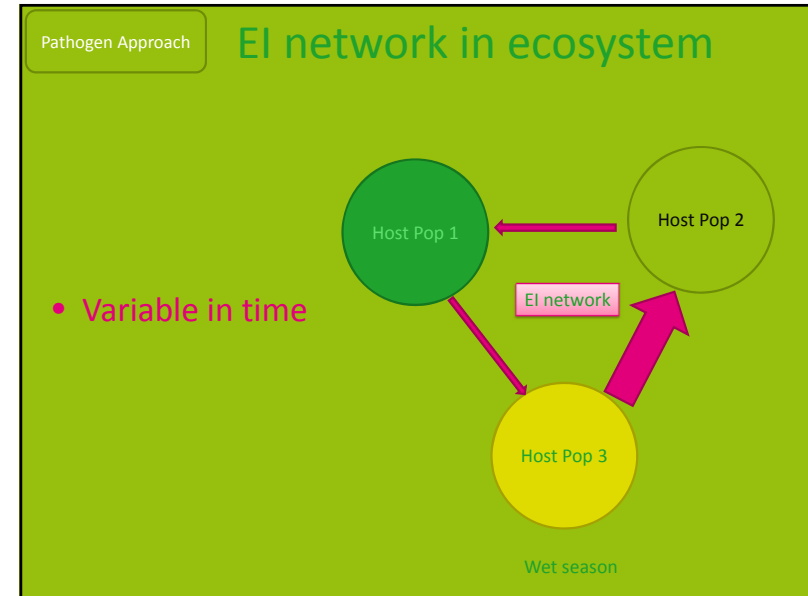 Pathogen Approach
EI network in ecosystem
Host Pop 1
Host Pop 2
• Variable in time
EI network
Host Pop 3
Wet season